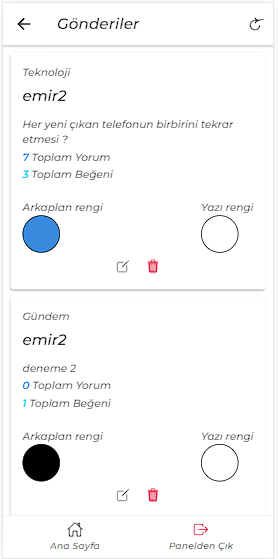 Gönderiler
Teknoloji
emir2
Her yeni çıkan telefonun birbirini tekrar
etmesi ?
7 Toplam Yorum
3 Toplam Beğeni
Arkaplan rengi Yazı rengi
Gündem
emir2
deneme 2
0 Toplam Yorum
1 Toplam Beğeni
Arkaplan rengi Yazı rengi
Ana Sayfa Panelden Çık